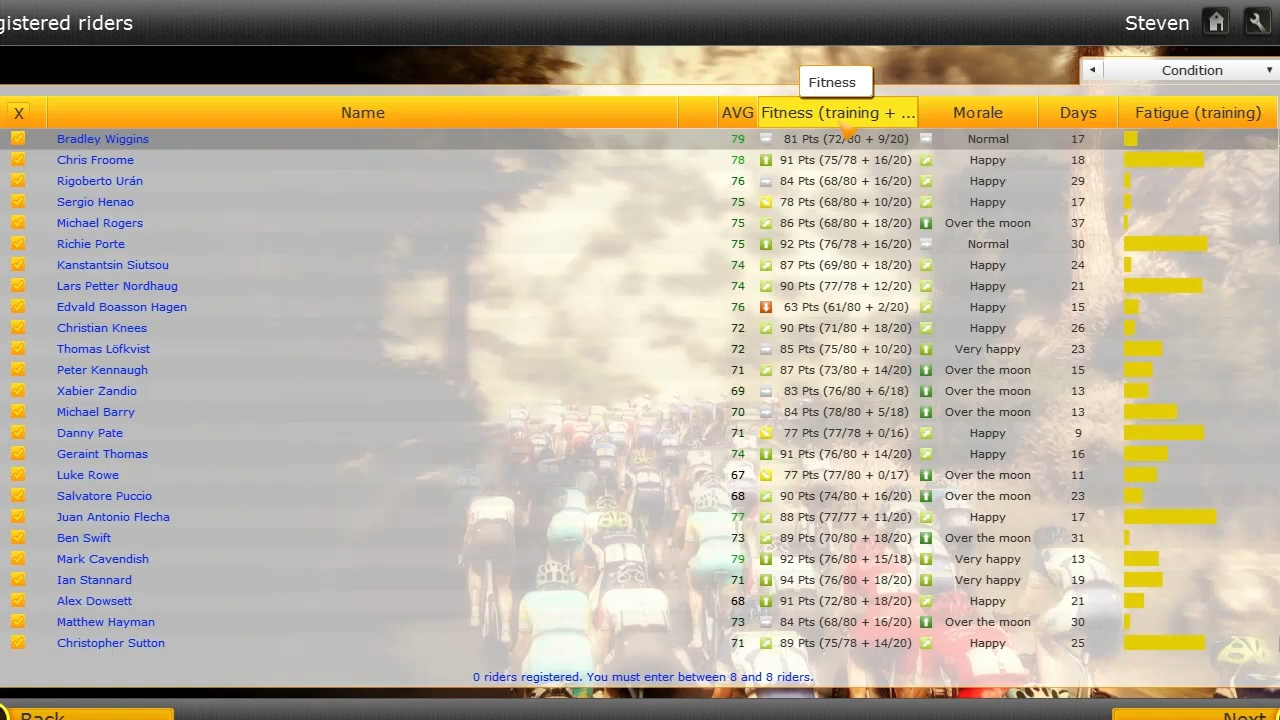 gistered riders
Steven
Condition
Fitness
X Name AVG Fitness (training + ... Morale Days Fatigue (training)
Bradley Wiggins 79 81 Pts (72/80 + 9/20) Normal 17
Chris Froome 78 91 Pts (75/78 + 16/20) Happy 18
Rigoberto Urán 76 84 Pts (68/80 + 16/20) Happy 29
Sergio Henao 75 78 Pts (68/80 + 10/20) Happy 17
Michael Rogers 75 86 Pts (68/80 + 18/20) Over the moon 37
Richie Porte 75 92 Pts (76/78 + 16/20) Normal 30
Kanstantsin Siutsou 74 87 Pts (69/80 + 18/20) Happy 24
Lars Petter Nordhaug 74 90 Pts (77/78 + 12/20) Happy 21
Edvald Boasson Hagen 76 63 Pts (61/80 + 2/20) Happy 15
Christian Knees 72 90 Pts (71/80 + 18/20) Happy 26
Thomas Löfkvist 72 85 Pts (75/80 + 10/20) Very happy 23
Peter Kennaugh 71 87 Pts (73/80 + 14/20) Over the moon 15
Xabier Zandio 69 83 Pts (76/80 + 6/18) Over the moon 13
Michael Barry 70 84 Pts (78/80 + 5/18) Over the moon 13
Danny Pate 71 77 Pts (77/78 + 0/16) Happy 9
Geraint Thomas 74 91 Pts (76/80 + 14/20) Happy 16
Luke Rowe 67 77 Pts (77/80 + 0/17) Over the moon 11
Salvatore Puccio 68 90 Pts (74/80 + 16/20) Over the moon 23
Juan Antonio Flecha 77 88 Pts (77/77 + 11/20) Happy 17
Ben Swift 73 89 Pts (70/80 + 18/20) Over the moon 31
Mark Cavendish 79 92 Pts (76/80 + 15/18) Very happy 13
Ian Stannard 71 94 Pts (76/80 + 18/20) Very happy 19
Alex Dowsett 68 91 Pts (72/80 + 18/20) Happy 21
Matthew Hayman 73 84 Pts (68/80 + 16/20) Over the moon 30
Christopher Sutton 71 89 Pts (75/78 + 14/20) Happy 25
0 riders registered. You must enter between 8 and 8 riders.
Back Next